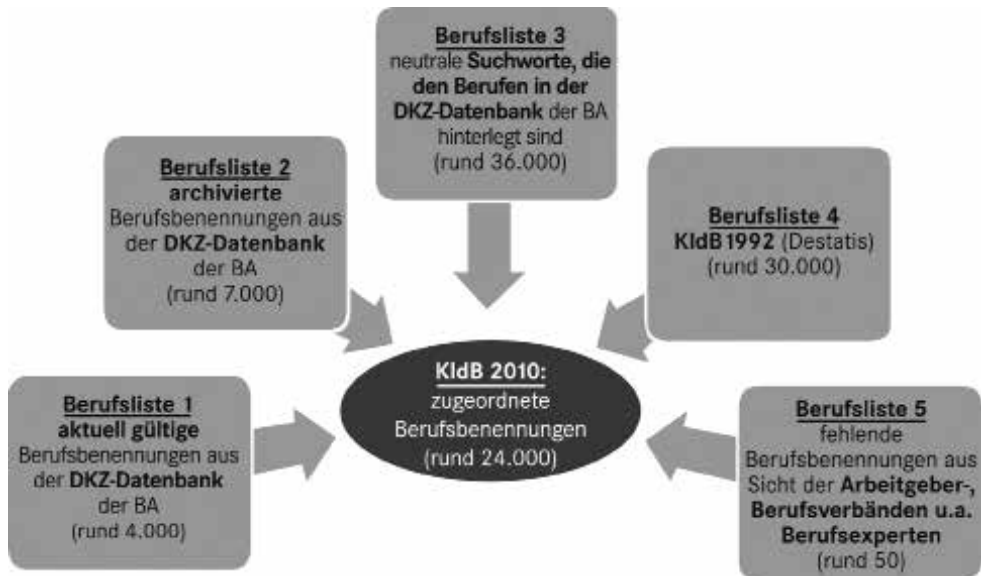 Berufsliste 3
neutrale Suchworte, die
den Berufen in der
DKZ-Datenbank der BA
hinterlegt sind
(rund 36.000)
Berufsliste 2
archivierte
Berufsbenennungen aus
der DKZ-Datenbank
der BA
(rund 7.000)
Berufsliste 4
KldB 1992 (Destatis)
(rund 30.000)
KldB 2010:
zugeordnete
Berufsbenennungen
(rund 24.000)
Berufsliste 1
aktuell gültige
Berufsbenennungen aus
der DKZ-Datenbank
der BA
(rund 4.000)
Berufsliste 5
fehlende
Berufsbenennungen aus
Sicht der Arbeitgeber-,
Berufsverbänden u.a.
Berufsexperten
(rund 50)